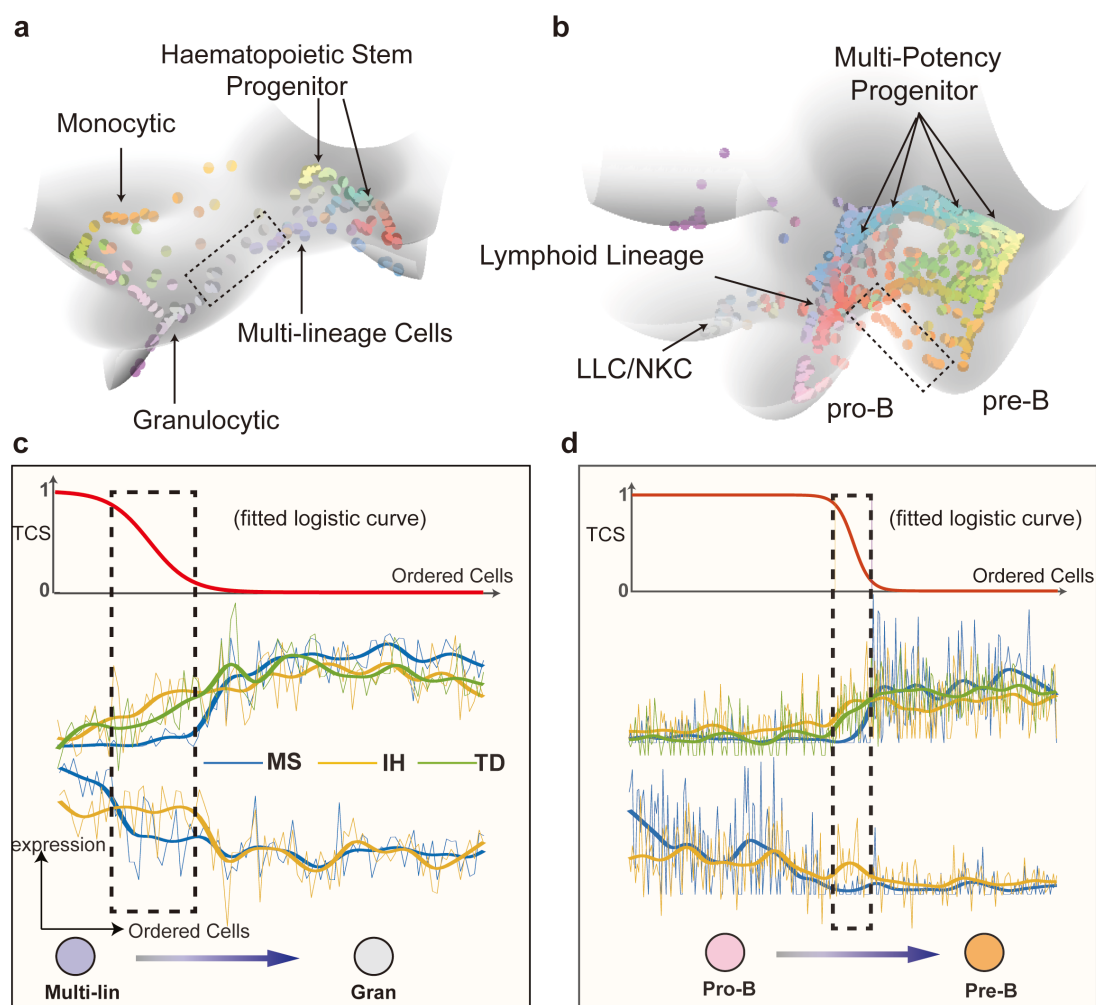 a
Haematopoietic Stem
Progenitor
Monocytic
Multi-lineage Cells
Granulocytic
b
Multi-Potency
Progenitor
Lymphoid Lineage
LLC/NKC
pro-B
pre-B
c
1
TCS
(fitted logistic curve)
0
Ordered Cells
MS
IH
TD
expression
Ordered Cells
Multi-lin
Gran
d
1
TCS
(fitted logistic curve)
0
Ordered Cells
Pro-B
Pre-B